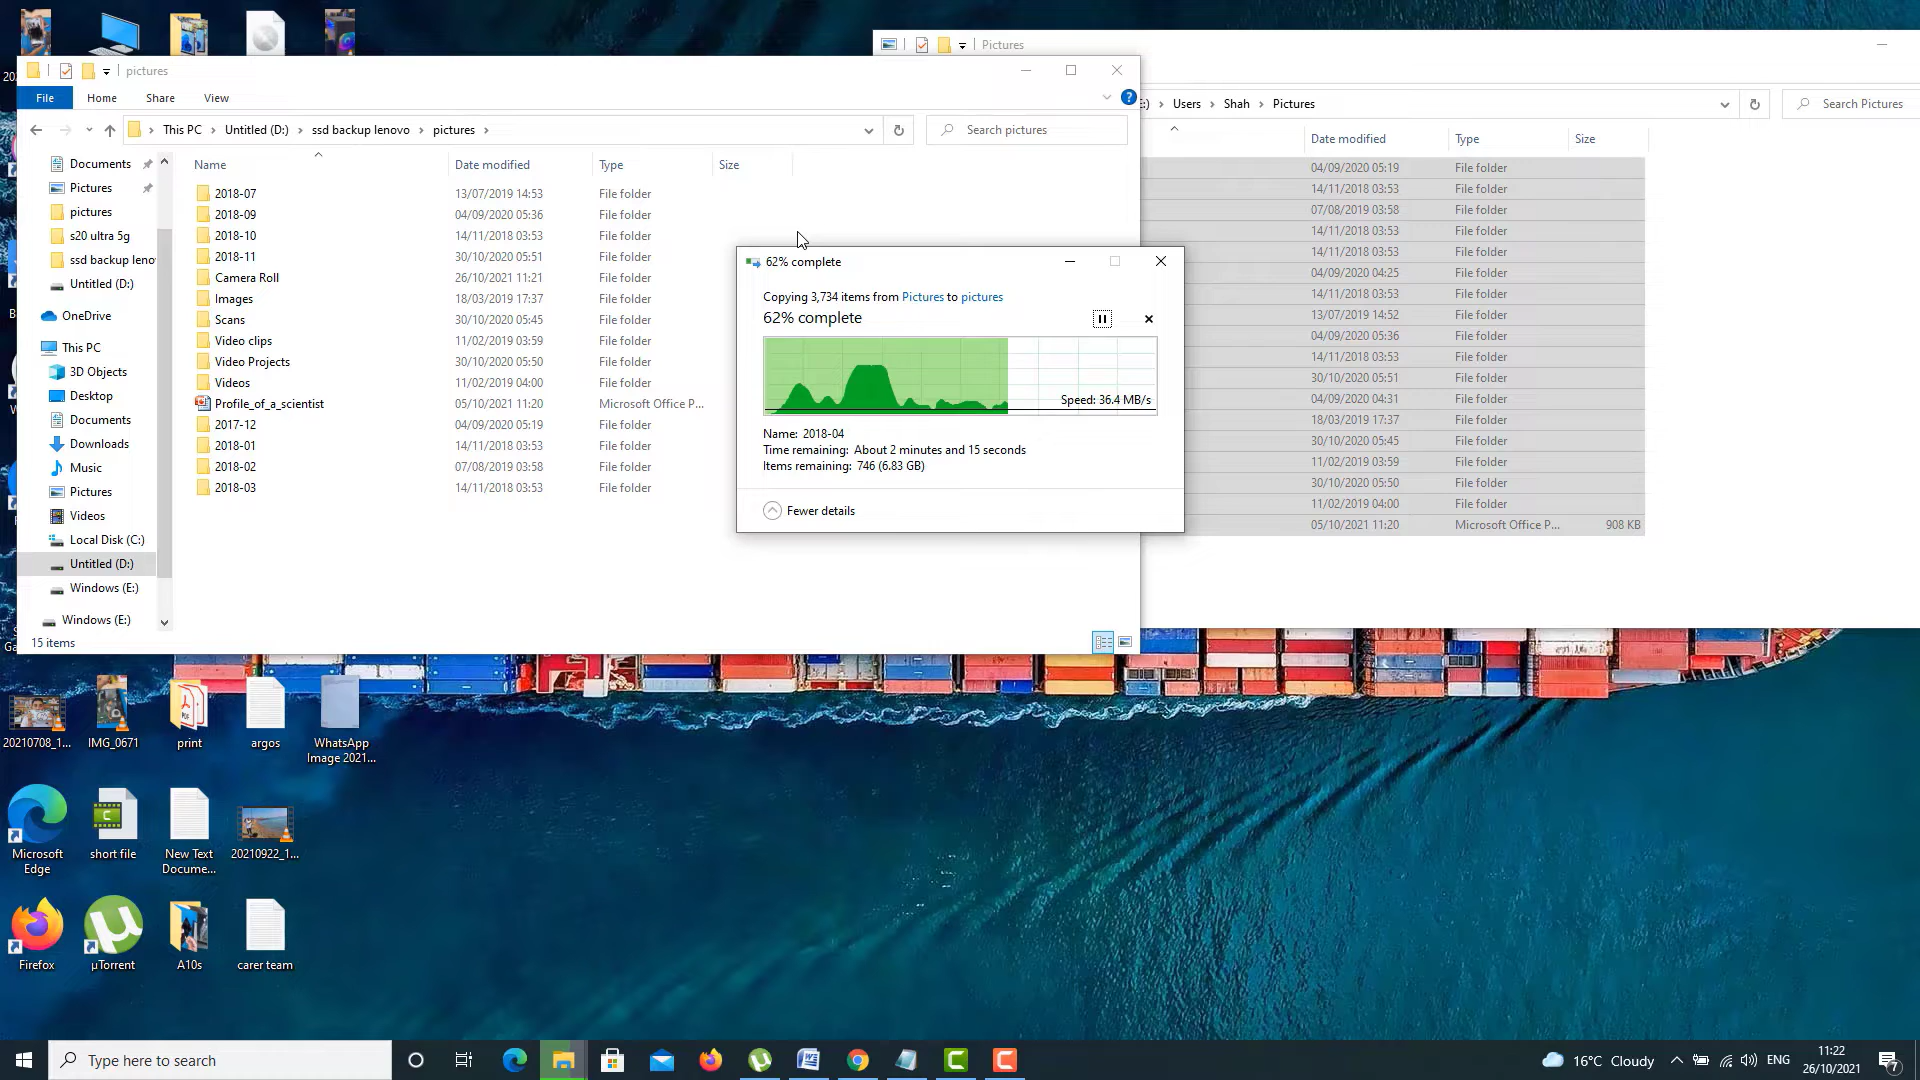 Pictures
pictures
File
Home
Share
View
This PC
Untitled (D:)
ssd backup lenovo
pictures
Search pictures
Users
Shah
Pictures
Search Pictures
Name
Date modified
Type
Size
Date modified
Type
Size
Documents
Pictures
pictures
s20 ultra 5g
ssd backup leno
Untitled (D:)
OneDrive
This PC
3D Objects
Desktop
Documents
Downloads
Music
Pictures
Videos
Local Disk (C:)
Untitled (D:)
Windows (E:)
Windows (E:)
15 items
2018-07 13/07/2019 14:53 File folder
2018-09 04/09/2020 05:36 File folder
2018-10 14/11/2018 03:53 File folder
2018-11 30/10/2020 05:51 File folder
Camera Roll 26/10/2021 11:21 File folder
Images 18/03/2019 17:37 File folder
Scans 30/10/2020 05:45 File folder
Video clips 11/02/2019 03:59 File folder
Video Projects 30/10/2020 05:50 File folder
Videos 11/02/2019 04:00 File folder
Profile_of_a_scientist 05/10/2021 11:20 Microsoft Office P...
2017-12 04/09/2020 05:19 File folder
2018-01 14/11/2018 03:53 File folder
2018-02 07/08/2019 03:58 File folder
2018-03 14/11/2018 03:53 File folder
62% complete
Copying 3,734 items from Pictures to pictures
62% complete
Speed: 36.4 MB/s
Name: 2018-04
Time remaining: About 2 minutes and 15 seconds
Items remaining: 746 (6.83 GB)
Fewer details
04/09/2020 05:19 File folder
14/11/2018 03:53 File folder
07/08/2019 03:58 File folder
14/11/2018 03:53 File folder
14/11/2018 03:53 File folder
04/09/2020 04:25 File folder
14/11/2018 03:53 File folder
13/07/2019 14:52 File folder
04/09/2020 05:36 File folder
14/11/2018 03:53 File folder
30/10/2020 05:51 File folder
04/09/2020 04:31 File folder
18/03/2019 17:37 File folder
30/10/2020 05:45 File folder
11/02/2019 03:59 File folder
30/10/2020 05:50 File folder
11/02/2019 04:00 File folder
05/10/2021 11:20 Microsoft Office P... 908 KB
20210708_1...
IMG_0671
print
argos
WhatsApp
Image 2021...
Microsoft
Edge
short file
New Text
Docume...
20210922_1...
Firefox
µTorrent
A10s
carer team
Type here to search
16°C Cloudy
ENG
11:22
26/10/2021
7